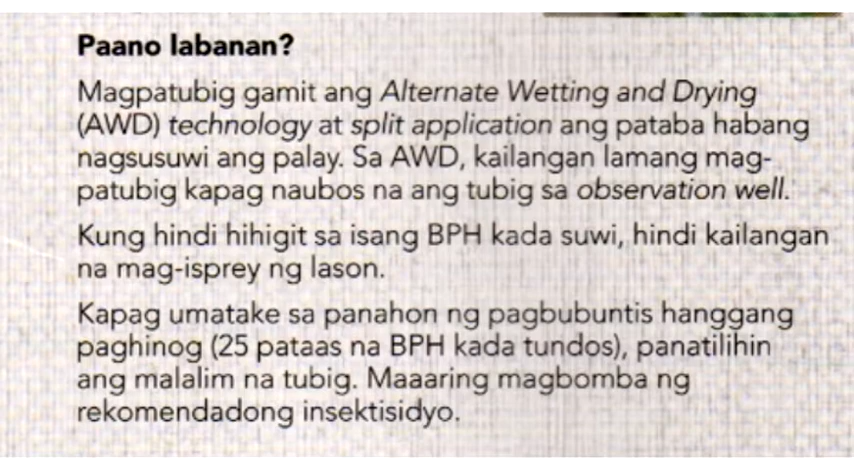 Paano labanan?
Magpatubig gamit ang Alternate Wetting and Drying
(AWD) technology at split application ang pataba habang
nagsusuwi ang palay. Sa AWD, kailangan lamang mag-
patubig kapag naubos na ang tubig sa observation well.
Kung hindi hihigit sa isang BPH kada suwi, hindi kailangan
na mag-isprey ng lason.
Kapag umatake sa panahon ng pagbubuntis hanggang
paghinog (25 pataas na BPH kada tundos), panatilihin
ang malalim na tubig. Maaaring magbomba ng
rekomendadong insektisidyo.